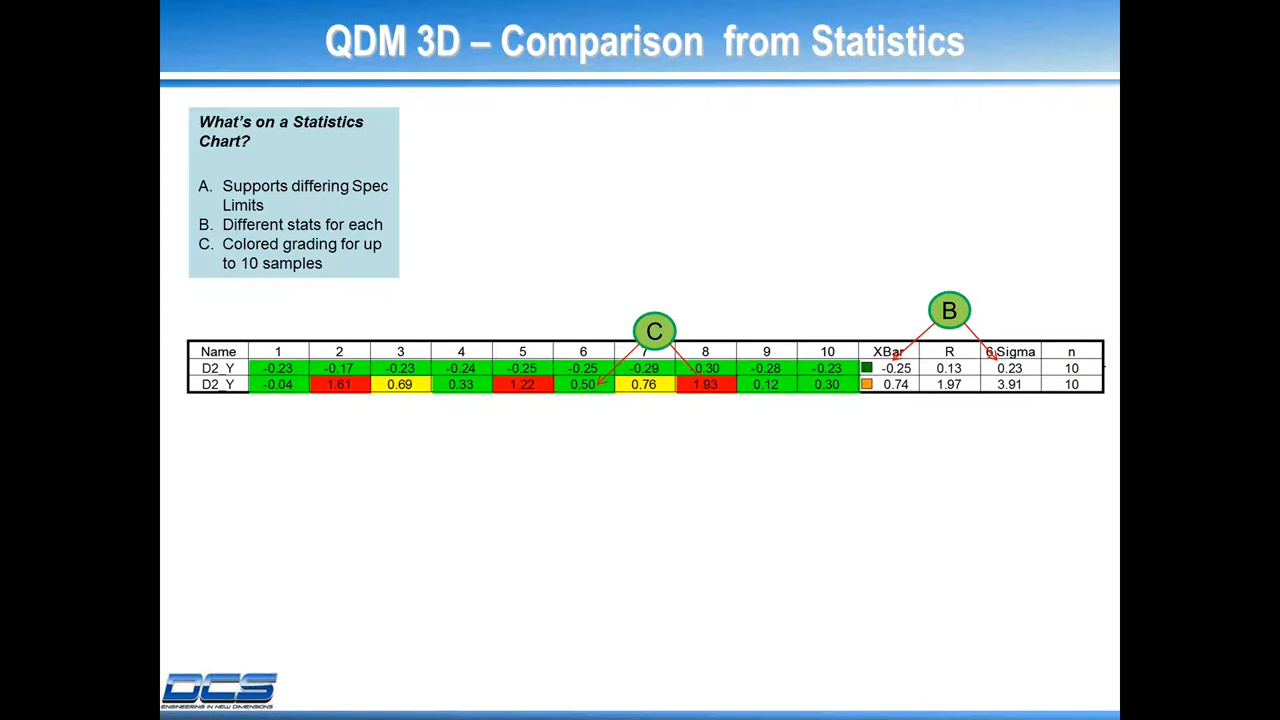 QDM 3D – Comparison from Statistics
What's on a Statistics
Chart?
A. Supports differing Spec
Limits
B. Different stats for each
C. Colored grading for up
to 10 samples
B
C
Name 1 2 3 4 5 6 7 8 9 10 XBar R 6 Sigma n
D2_Y -0.23 -0.17 -0.23 -0.24 -0.25 -0.25 -0.29 -0.30 -0.28 -0.23 -0.25 0.13 0.23 10
D2_Y -0.04 1.61 0.69 0.33 1.22 0.50 0.76 1.93 0.12 0.30 0.74 1.97 3.91 10
DCS
ENGINEERING IN NEW DIMENSIONS